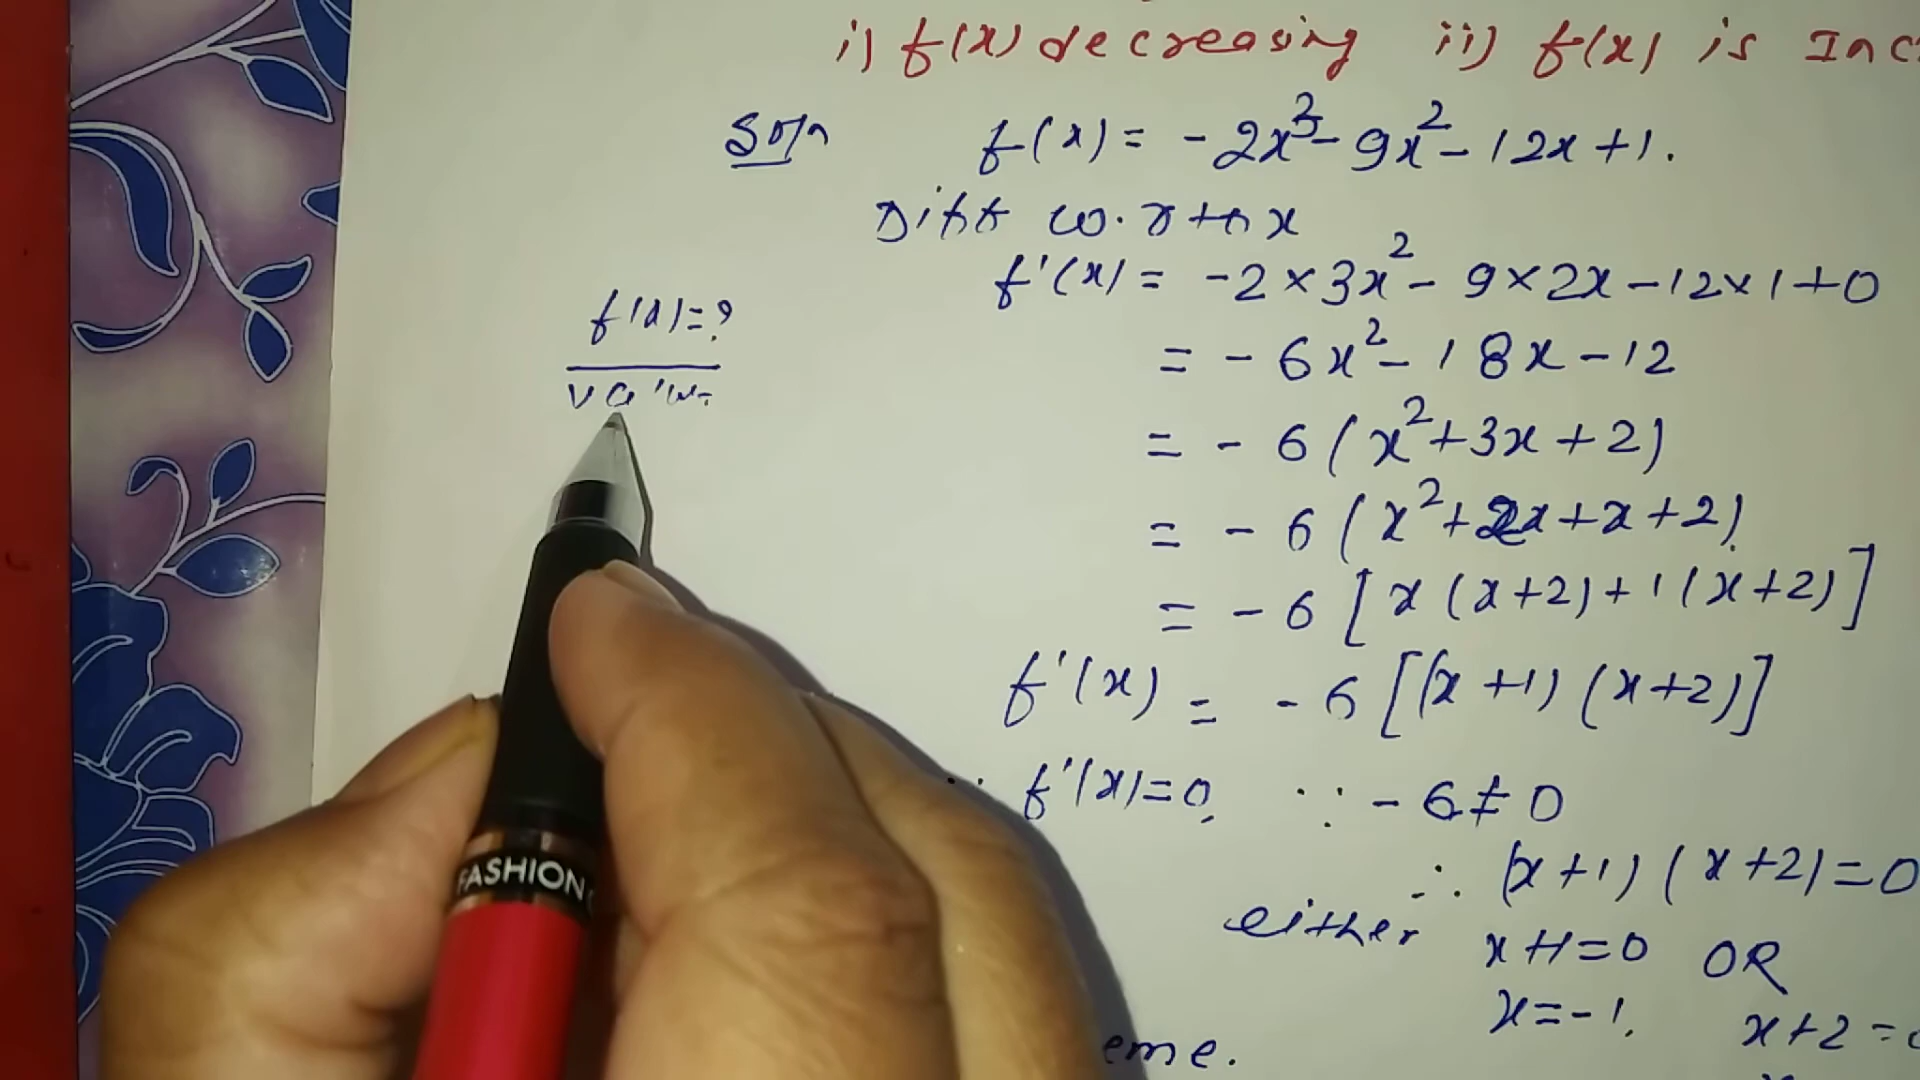 i) f(x) decreasing ii) f(x) is Inc
Soln f(x) = -2x³ - 9x² - 12x + 1.
Diff w.r.to x
f'(x) = -2 × 3x² - 9 × 2x - 12 × 1 + 0
f(x) = ?
= - 6x² - 18x - 12
= - 6 (x² + 3x + 2)
= - 6 (x² + 2x + x + 2)
= - 6 [x (x+2) + 1 (x+2)]
f'(x) = - 6 [(x+1) (x+2)]
f'(x) = 0, ∵ - 6 ≠ 0
∴ (x+1) (x+2) = 0
either x+1=0 OR
x = -1, x+2 =
eme.
FASHION